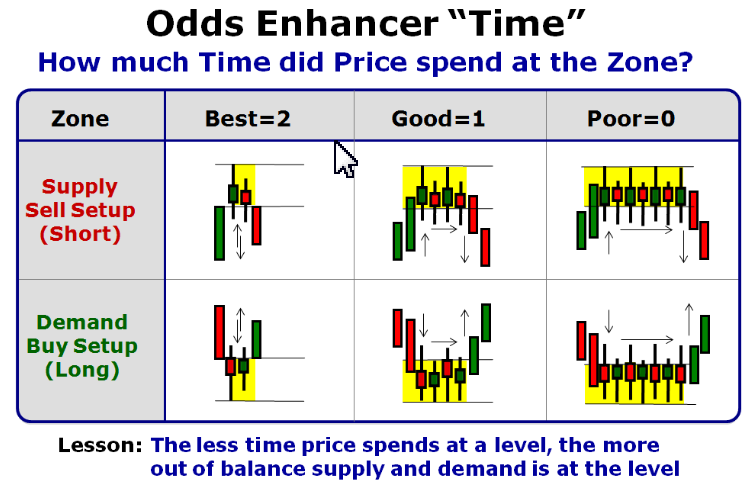 Odds Enhancer “Time”
How much Time did Price spend at the Zone?
Zone Best=2 Good=1 Poor=0
Supply
Sell Setup
(Short)
Demand
Buy Setup
(Long)
Lesson: The less time price spends at a level, the more
out of balance supply and demand is at the level